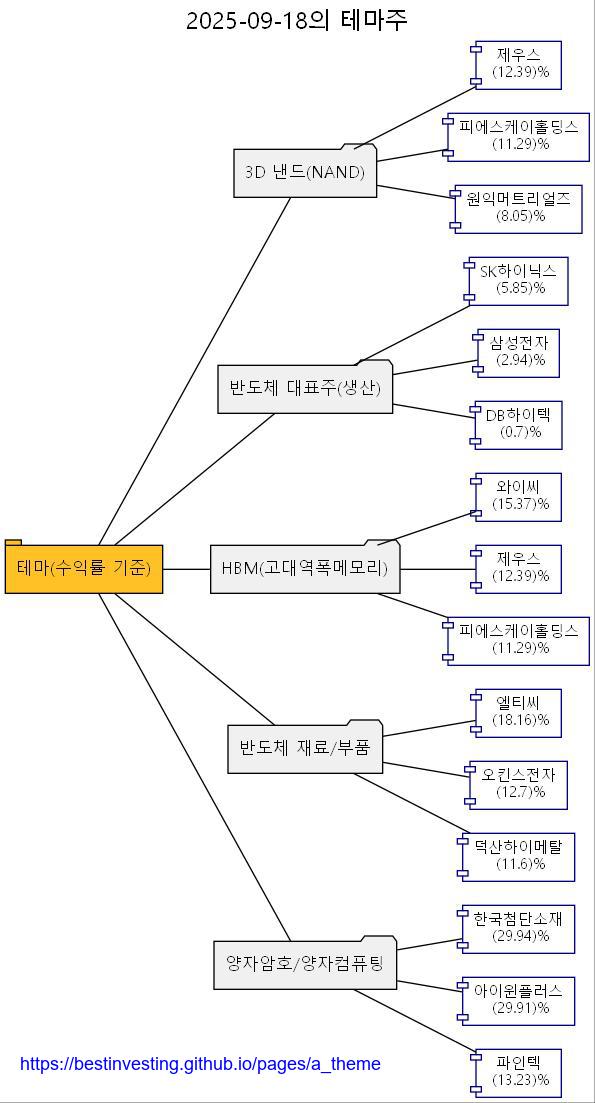 2025-09-18의 테마주
제우스
(12.39)%
피에스케이홀딩스
(11.29)%
3D 낸드(NAND)
원익머트리얼즈
(8.05)%
SK하이닉스
(5.85)%
삼성전자
(2.94)%
반도체 대표주(생산)
DB하이텍
(0.7)%
와이씨
(15.37)%
테마(수익률 기준)
HBM(고대역폭메모리)
제우스
(12.39)%
피에스케이홀딩스
(11.29)%
엘티씨
(18.16)%
반도체 재료/부품
오킨스전자
(12.7)%
덕산하이메탈
(11.6)%
한국첨단소재
(29.94)%
양자암호/양자컴퓨팅
아이윈플러스
(29.91)%
파인텍
(13.23)%
https://bestinvesting.github.io/pages/a_theme